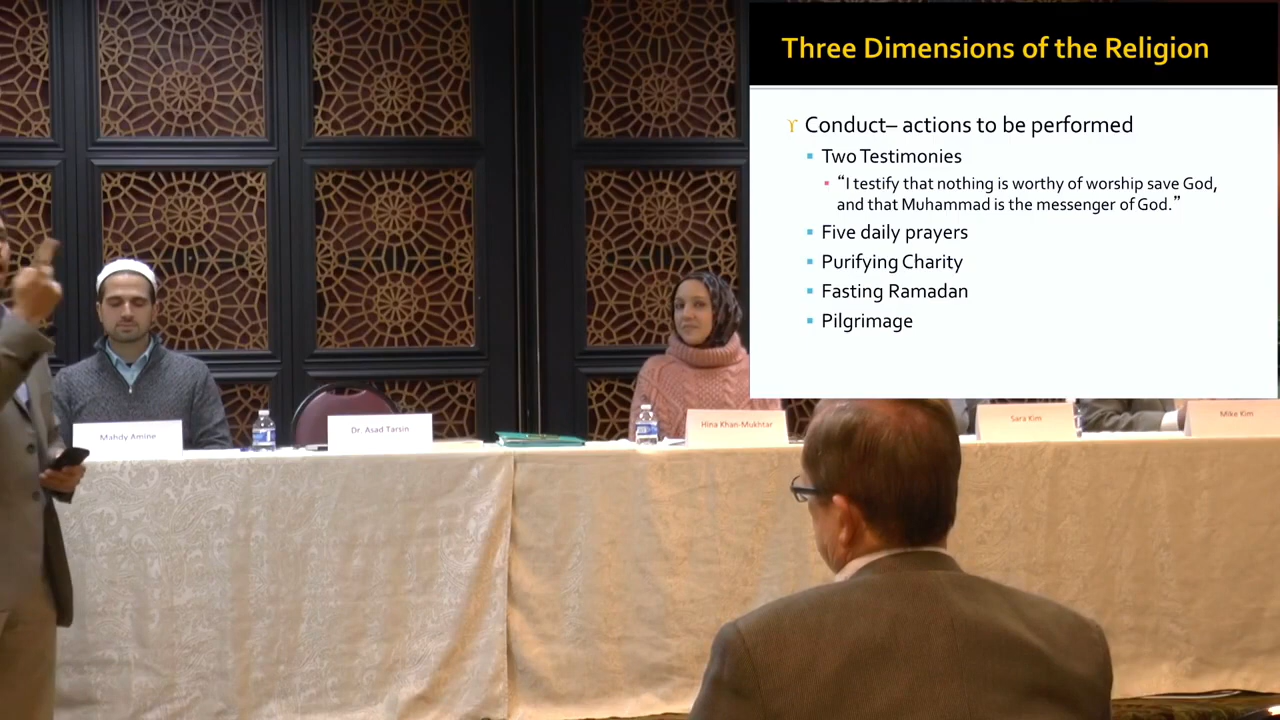 Three Dimensions of the Religion
Conduct– actions to be performed
Two Testimonies
“I testify that nothing is worthy of worship save God,
and that Muhammad is the messenger of God.”
Five daily prayers
Purifying Charity
Fasting Ramadan
Pilgrimage
Mahdy Amine
Dr. Asad Tarsin
Hina Khan-Mukhtar
Sara Kim
Mike Kim